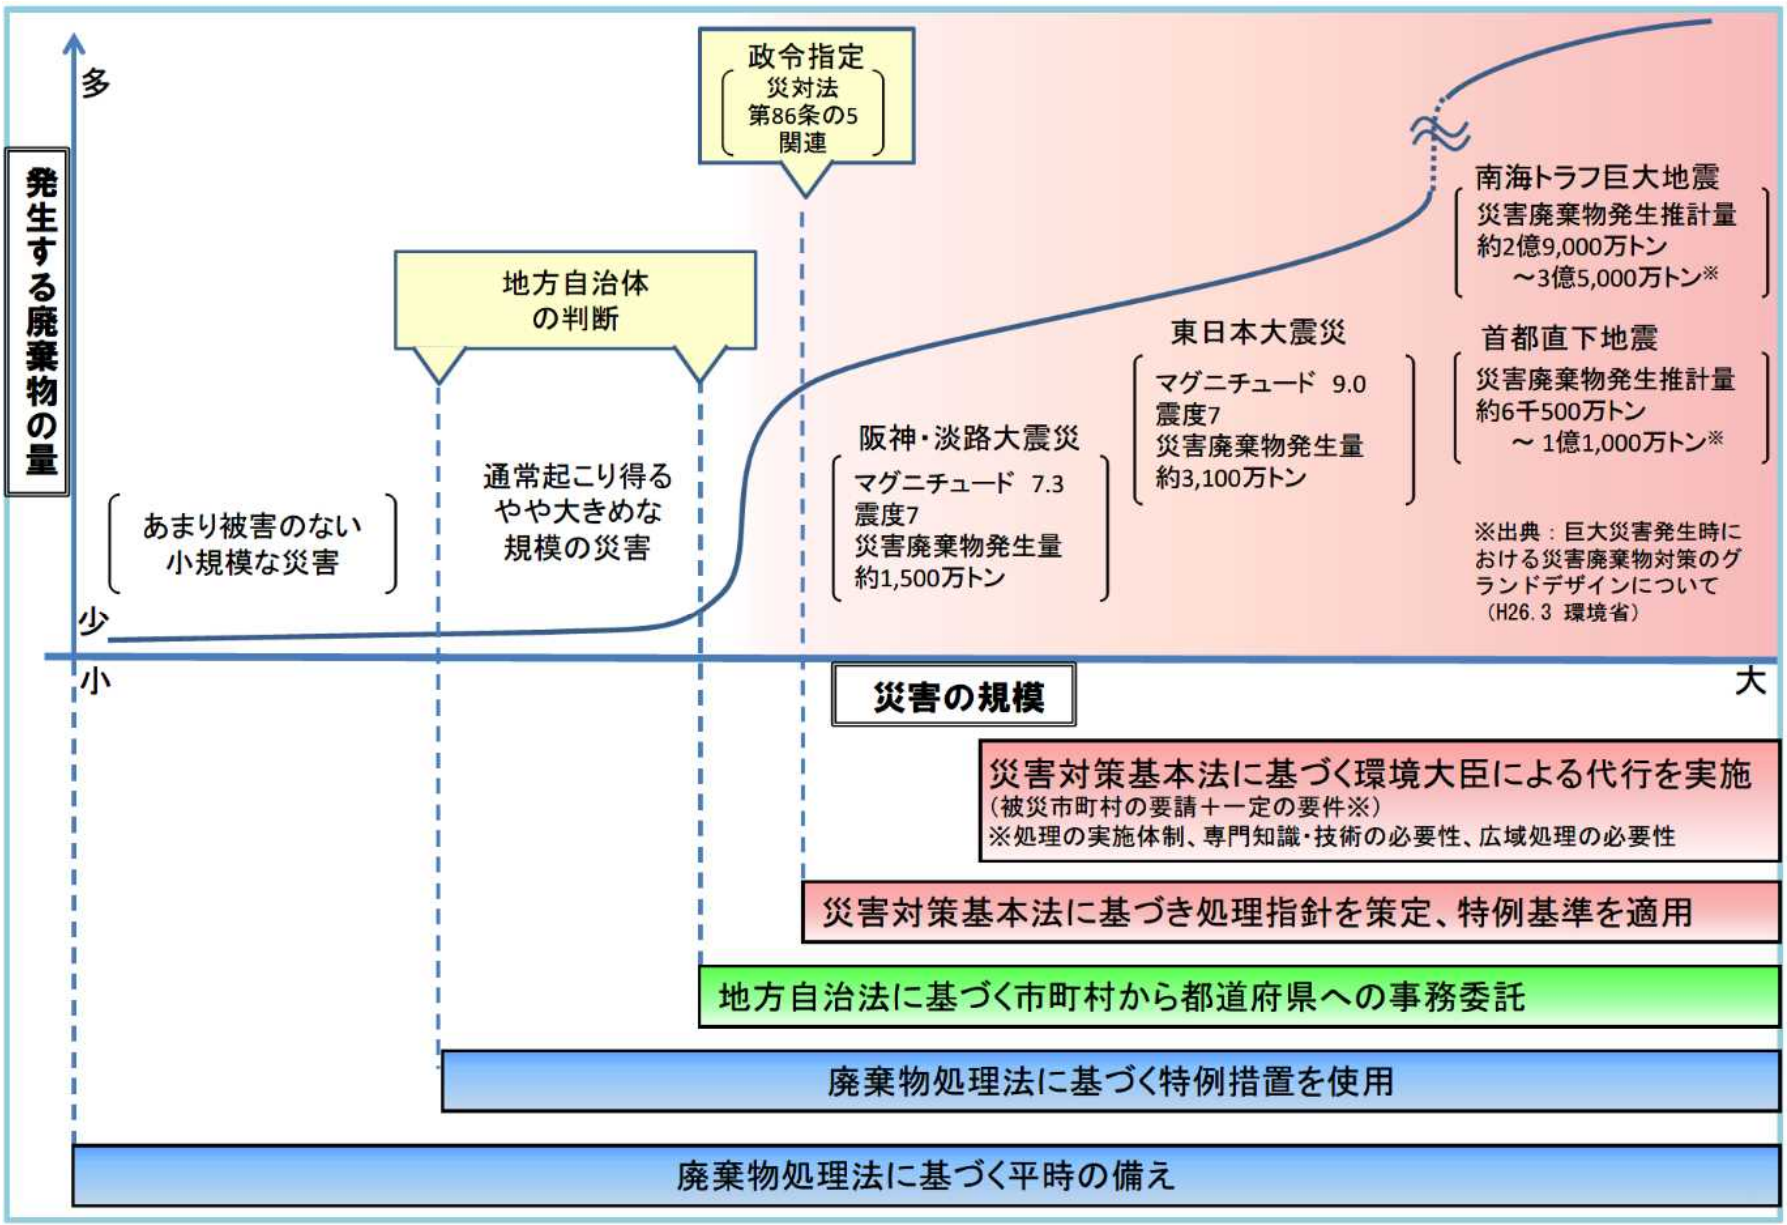 多
発生する廃棄物の量
少
小
政令指定
災対法
第86条の5
関連
地方自治体
の判断
あまり被害のない
小規模な災害
通常起こり得る
やや大きめな
規模の災害
阪神・淡路大震災
マグニチュード 7.3
震度7
災害廃棄物発生量
約1,500万トン
東日本大震災
マグニチュード 9.0
震度7
災害廃棄物発生量
約3,100万トン
南海トラフ巨大地震
災害廃棄物発生推計量
約2億9,000万トン
～3億5,000万トン※
首都直下地震
災害廃棄物発生推計量
約6千500万トン
～ 1億1,000万トン※
※出典：巨大災害発生時に
おける災害廃棄物対策のグ
ランドデザインについて
（H26.3 環境省）
災害の規模
大
災害対策基本法に基づく環境大臣による代行を実施
（被災市町村の要請＋一定の要件※）
※処理の実施体制、専門知識・技術の必要性、広域処理の必要性
災害対策基本法に基づき処理指針を策定、特例基準を適用
地方自治法に基づく市町村から都道府県への事務委託
廃棄物処理法に基づく特例措置を使用
廃棄物処理法に基づく平時の備え